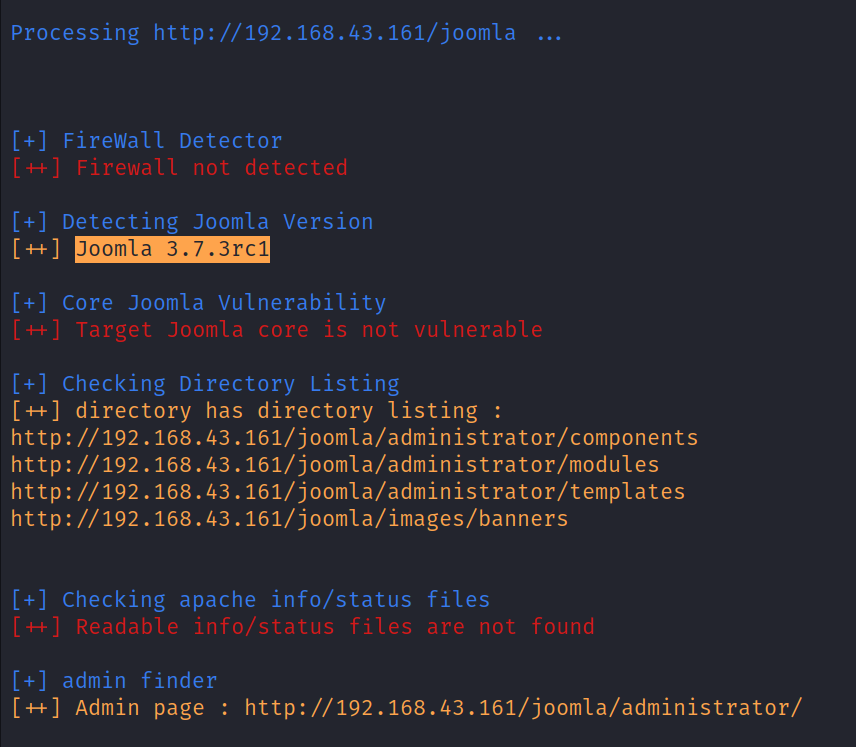 Processing http://192.168.43.161/joomla ...
[+] FireWall Detector
[++] Firewall not detected
[+] Detecting Joomla Version
[++] Joomla 3.7.3rc1
[+] Core Joomla Vulnerability
[++] Target Joomla core is not vulnerable
[+] Checking Directory Listing
[++] directory has directory listing :
http://192.168.43.161/joomla/administrator/components
http://192.168.43.161/joomla/administrator/modules
http://192.168.43.161/joomla/administrator/templates
http://192.168.43.161/joomla/images/banners
[+] Checking apache info/status files
[++] Readable info/status files are not found
[+] admin finder
[++] Admin page : http://192.168.43.161/joomla/administrator/